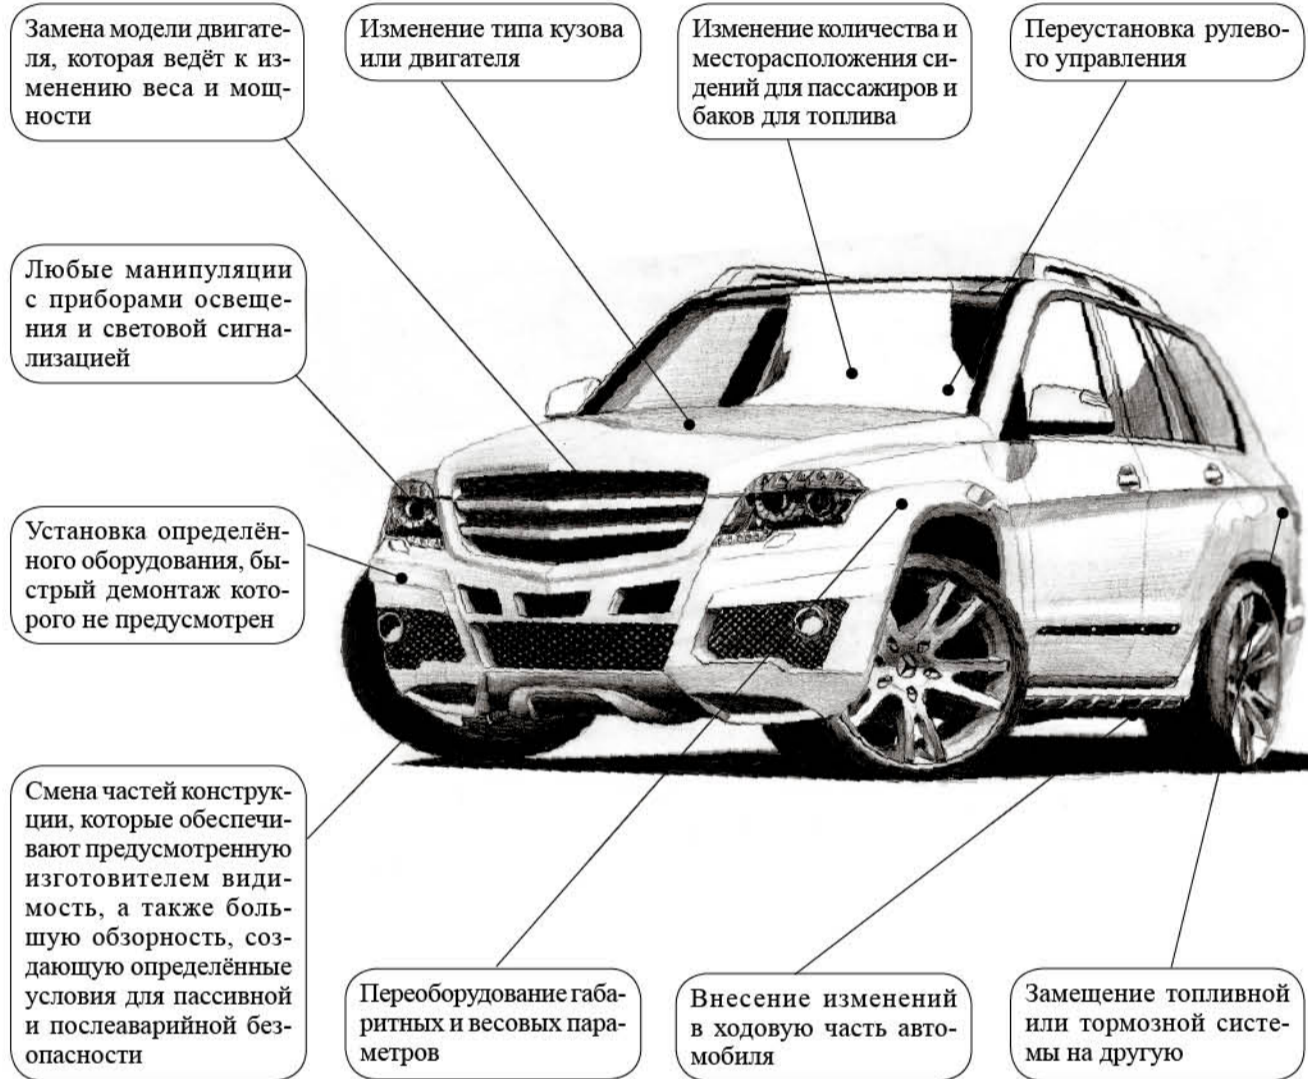 Замена модели двигате-
ля, которая ведёт к из-
менению веса и мощ-
ности
Изменение типа кузова
или двигателя
Изменение количества и
месторасположения си-
дений для пассажиров и
баков для топлива
Переустановка рулево-
го управления
Любые манипуляции
с приборами освеще-
ния и световой сигна-
лизацией
Установка определён-
ного оборудования, бы-
стрый демонтаж кото-
рого не предусмотрен
Смена частей конструк-
ции, которые обеспечи-
вают предусмотренную
изготовителем види-
мость, а также боль-
шую обзорность, соз-
дающую определённые
условия для пассивной
и послеаварийной без-
опасности
Переоборудование габа-
ритных и весовых пара-
метров
Внесение изменений
в ходовую часть авто-
мобиля
Замещение топливной
или тормозной систе-
мы на другую